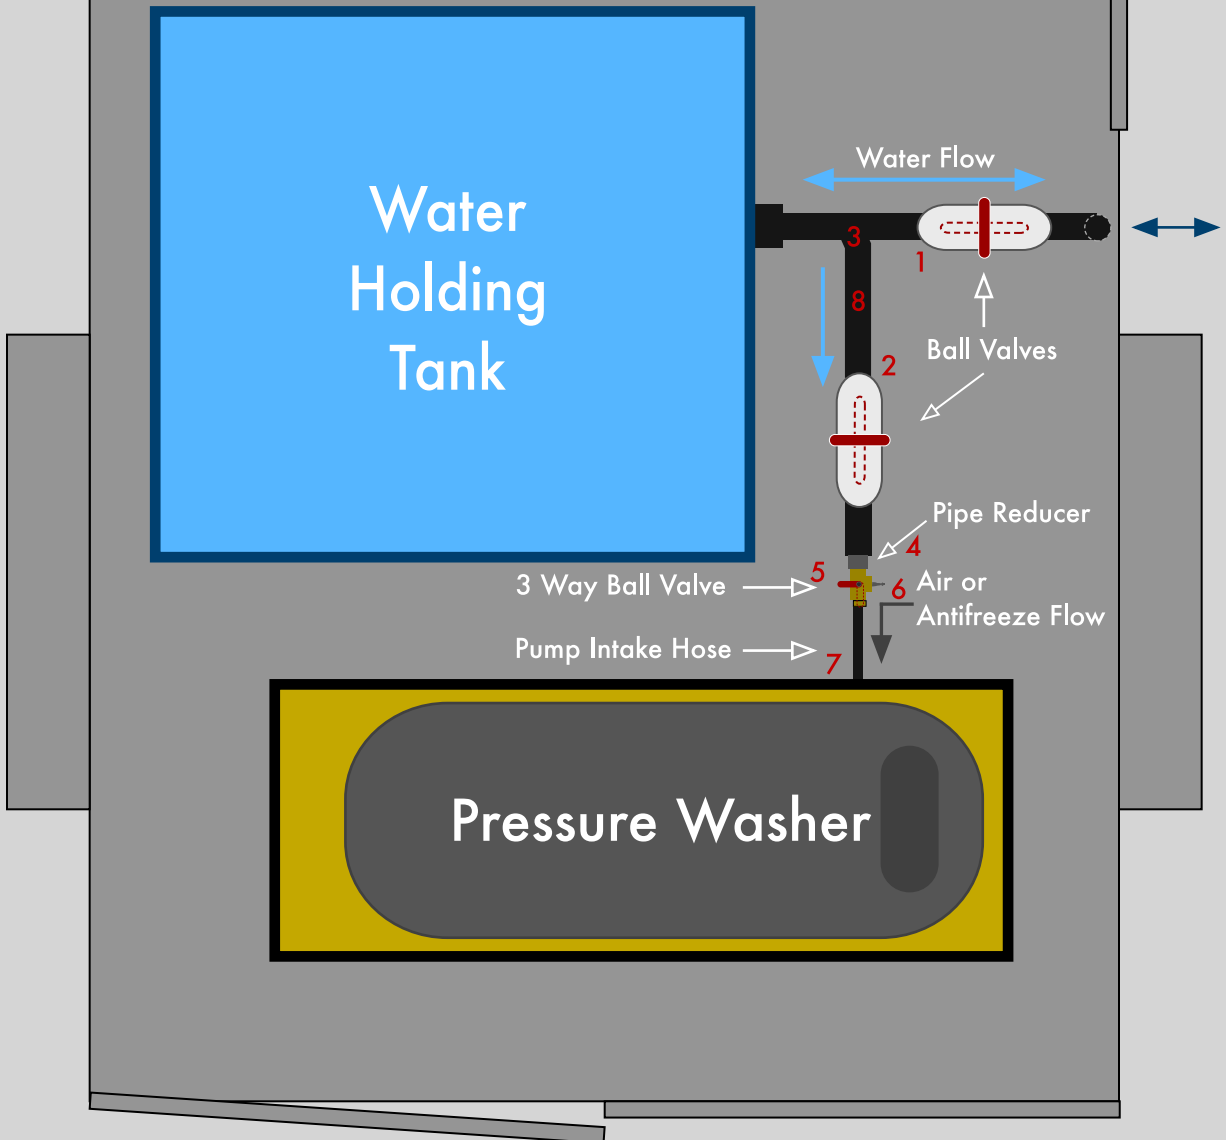 Water Flow
Water
Holding
Tank
3
1
8
Ball Valves
2
Pipe Reducer
4
3 Way Ball Valve
5
6
Air or
Antifreeze Flow
Pump Intake Hose
7
Pressure Washer